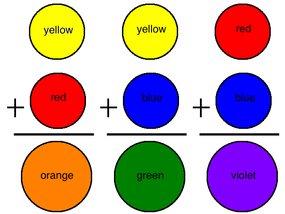 yellow yellow red
+ red + blue + blue
orange green violet